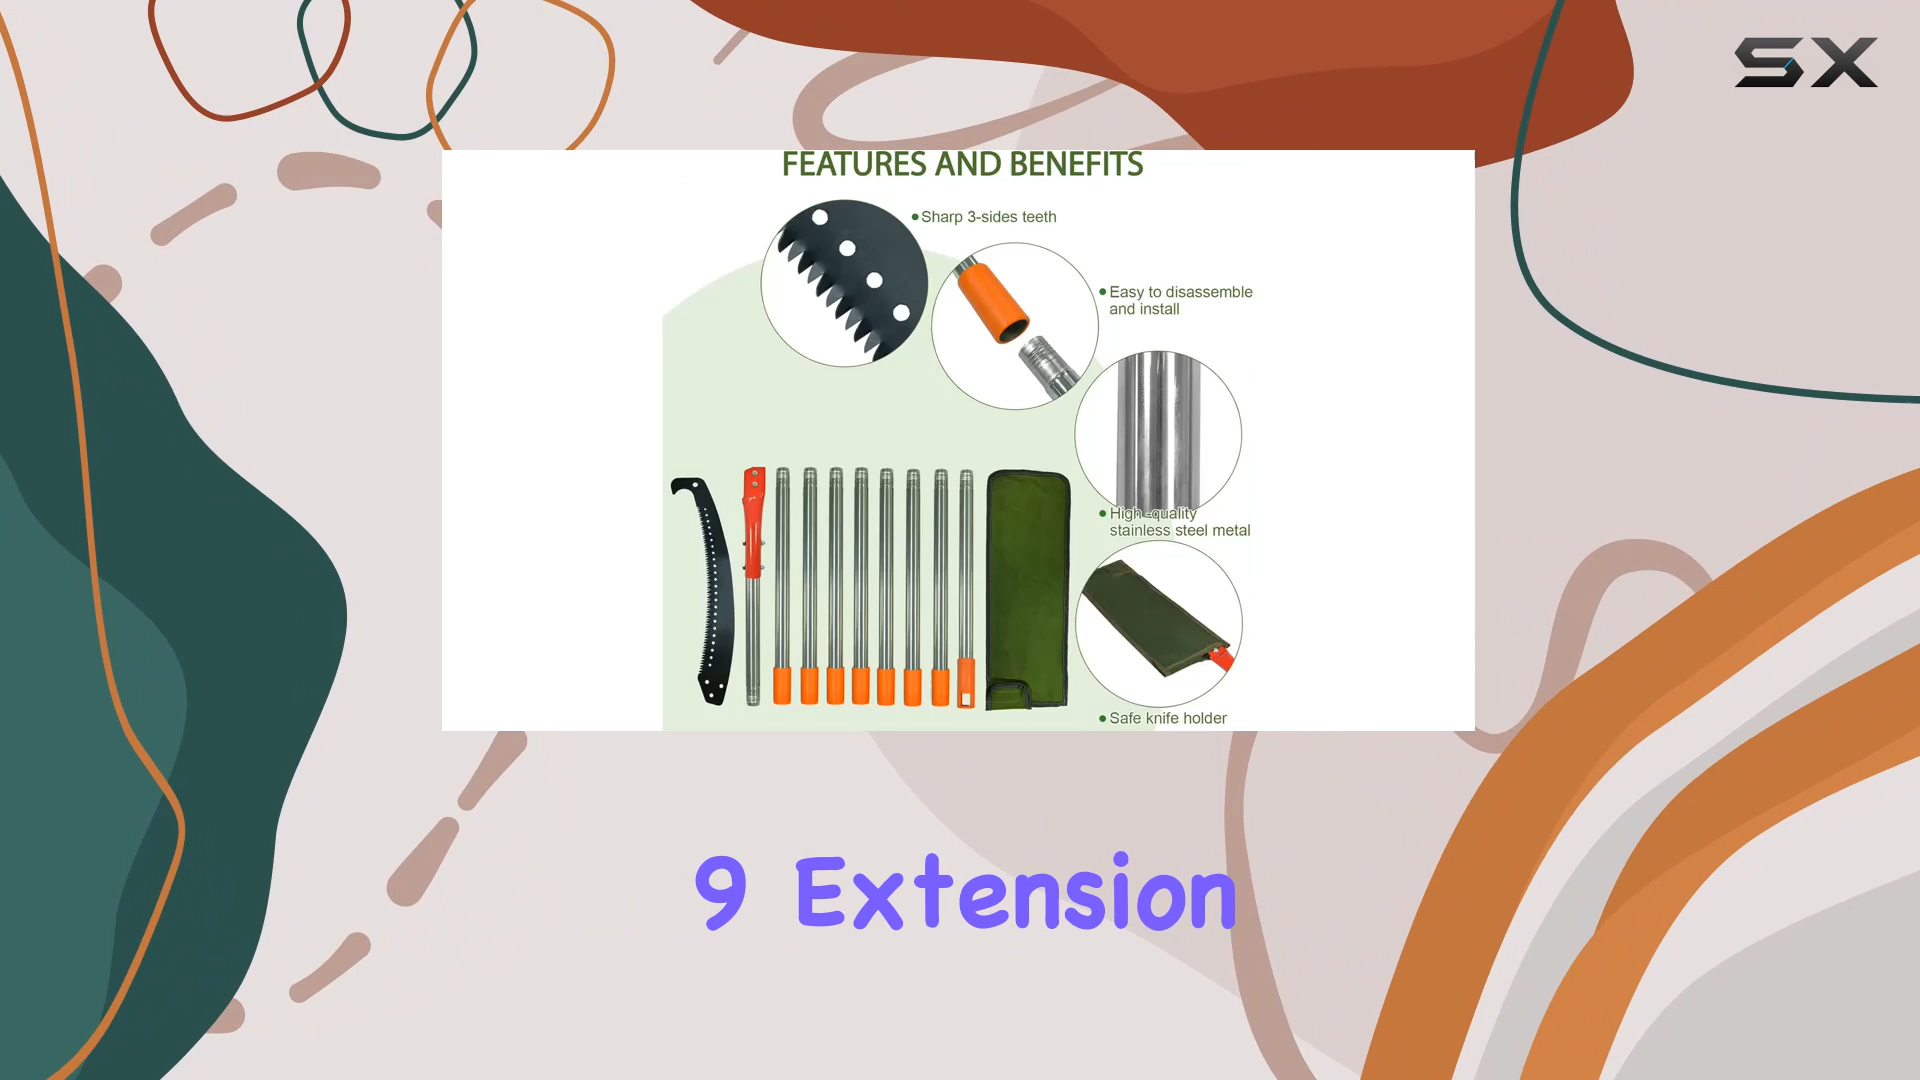 SX
FEATURES AND BENEFITS
Sharp 3-sides teeth
Easy to disassemble
and install
High -quality
stainless steel metal
Safe knife holder
9 Extension